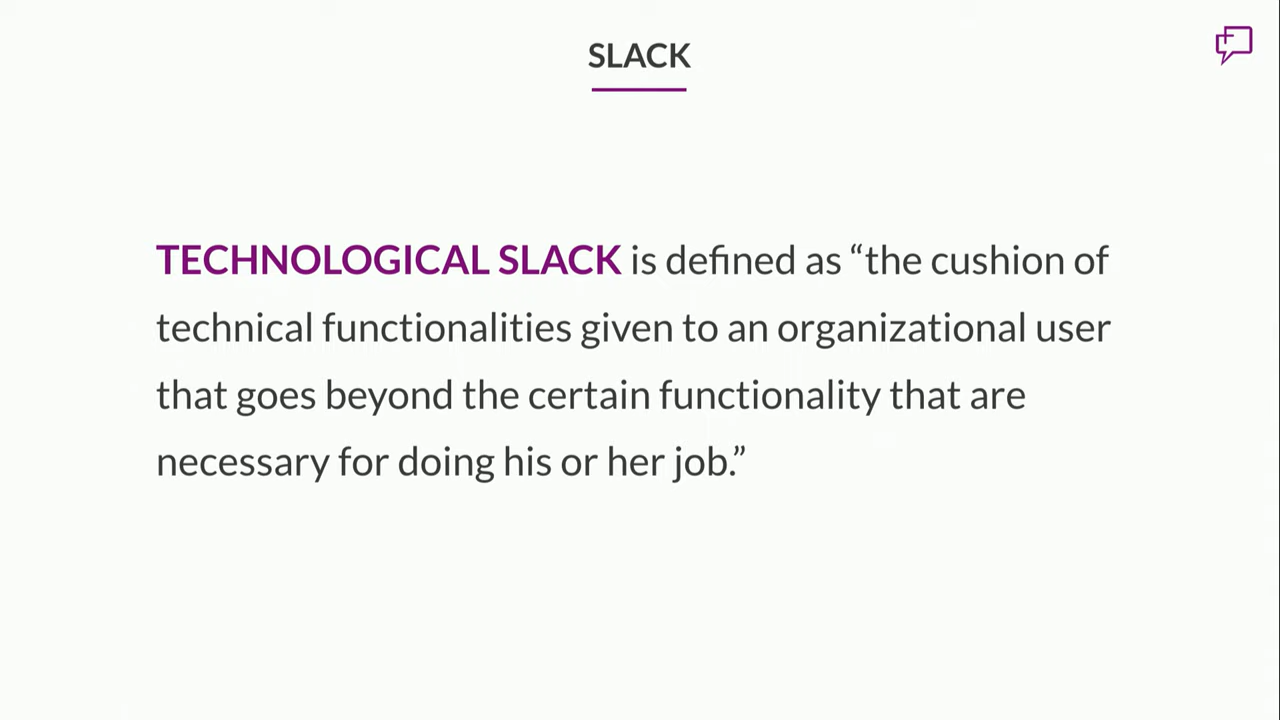 SLACK
TECHNOLOGICAL SLACK is defined as “the cushion of
technical functionalities given to an organizational user
that goes beyond the certain functionality that are
necessary for doing his or her job.”